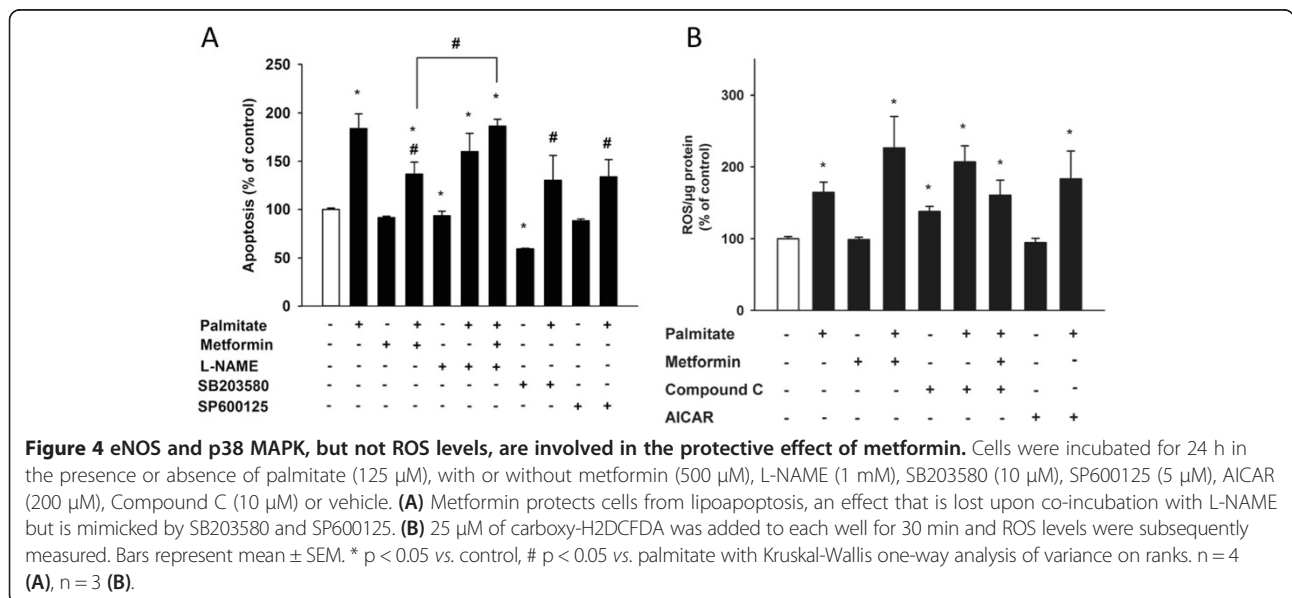 A
B
#
250
200
150
100
50
0
Apoptosis (% of control)
* * # * * * * # #
Palmitate - + - + - + + - + - +
Metformin - - + + - - + - - - -
L-NAME - - - - + + + - - - -
SB203580 - - - - - - - + + - -
SP600125 - - - - - - - - - + +
300
200
100
0
ROS/µg protein
(% of control)
* * * * * *
Palmitate - + - + - + + - +
Metformin - - + + - - + - -
Compound C - - - - + + + - -
AICAR - - - - - - - + +
Figure 4 eNOS and p38 MAPK, but not ROS levels, are involved in the protective effect of metformin. Cells were incubated for 24 h in
the presence or absence of palmitate (125 µM), with or without metformin (500 µM), L-NAME (1 mM), SB203580 (10 µM), SP600125 (5 µM), AICAR
(200 µM), Compound C (10 µM) or vehicle. (A) Metformin protects cells from lipoapoptosis, an effect that is lost upon co-incubation with L-NAME
but is mimicked by SB203580 and SP600125. (B) 25 µM of carboxy-H2DCFDA was added to each well for 30 min and ROS levels were subsequently
measured. Bars represent mean ± SEM. * p < 0.05 vs. control, # p < 0.05 vs. palmitate with Kruskal-Wallis one-way analysis of variance on ranks. n = 4
(A), n = 3 (B).